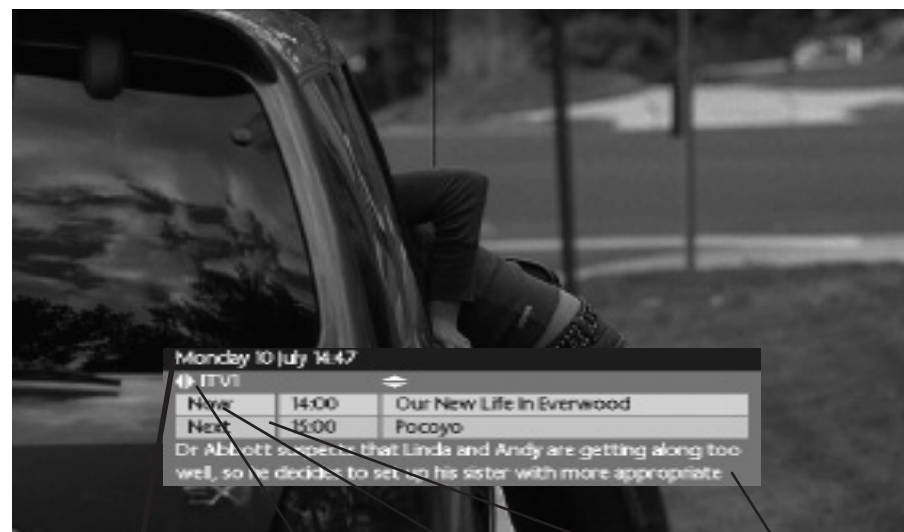 Monday 10 July 14:47
ITV1
Now 14:00 Our New Life In Everwood
Next 15:00 Pocoyo
Dr Abbott suspects that Linda and Andy are getting along too
well, so he decides to set up his sister with more appropriate